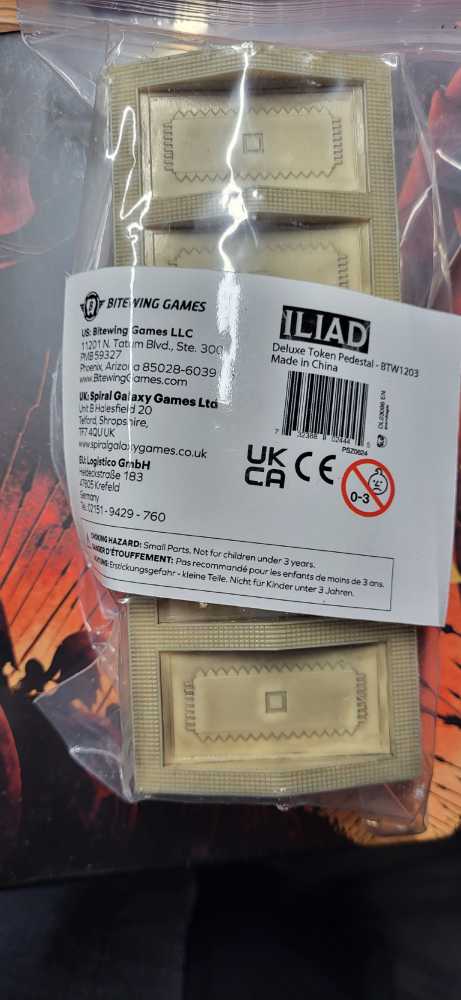 BITEWING GAMES
US: Bitewing Games LLC
11201 N. Tatum Blvd., Ste. 300
PMB 59327
Phoenix, Arizona 85028-6039
www.BitewingGames.com
UK: Spiral Galaxy Games Ltd
Unit B Halesfield 20
Telford, Shropshire,
TF7 4QU UK
www.spiralgalaxygames.co.uk
EU: Logistico GmbH
Heideckstraße 183
47805 Krefeld
Germany
Tel.: 02151 - 9429 - 760
ILIAD
Deluxe Token Pedestal - BTW1203
Made in China
PSZ0624
UK
CA
CE
0-3
CHOKING HAZARD: Small Parts. Not for children under 3 years.
DANGER D'ÉTOUFFEMENT: Pas recommandé pour les enfants de moins de 3 ans.
Erstickungsgefahr - kleine Teile. Nicht für Kinder unter 3 Jahren.